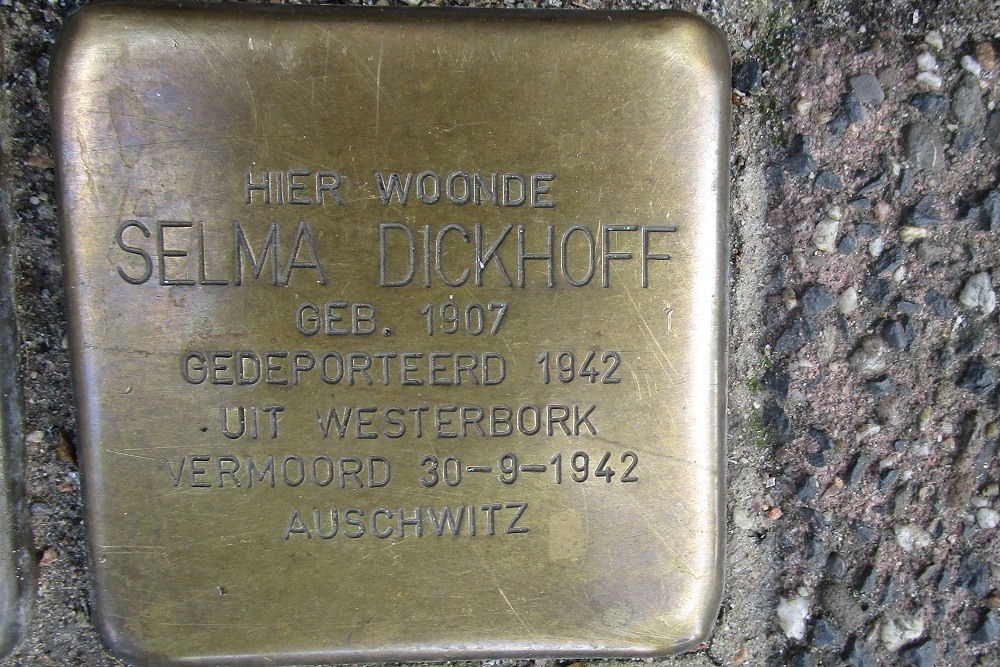 HIER WOONDE
SELMA DICKHOFF
GEB. 1907
GEDEPORTEERD 1942
UIT WESTERBORK
VERMOORD 30-9-1942
AUSCHWITZ